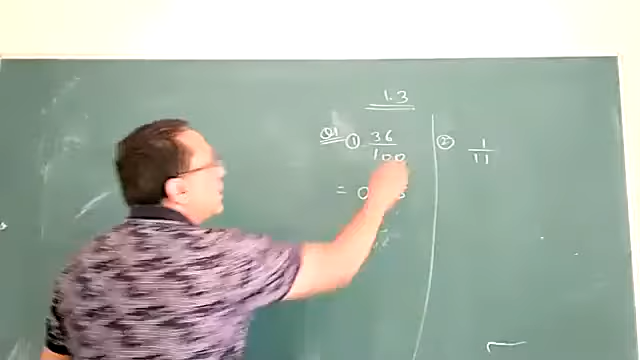 1.3
Q1 ① 36/100
② 1/11
= 0